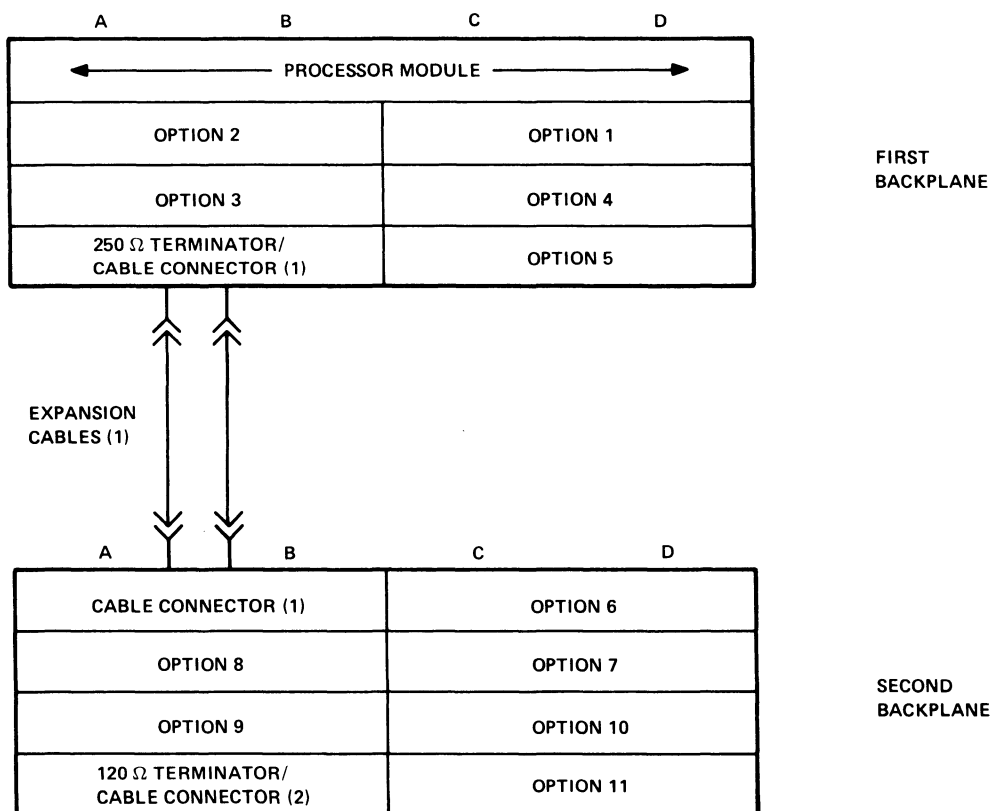 A B C D
PROCESSOR MODULE
OPTION 2 OPTION 1
FIRST
BACKPLANE
OPTION 3 OPTION 4
250 Ω TERMINATOR/
CABLE CONNECTOR (1)
OPTION 5
EXPANSION
CABLES (1)
A B C D
CABLE CONNECTOR (1) OPTION 6
OPTION 8 OPTION 7
SECOND
BACKPLANE
OPTION 9 OPTION 10
120 Ω TERMINATOR/
CABLE CONNECTOR (2)
OPTION 11